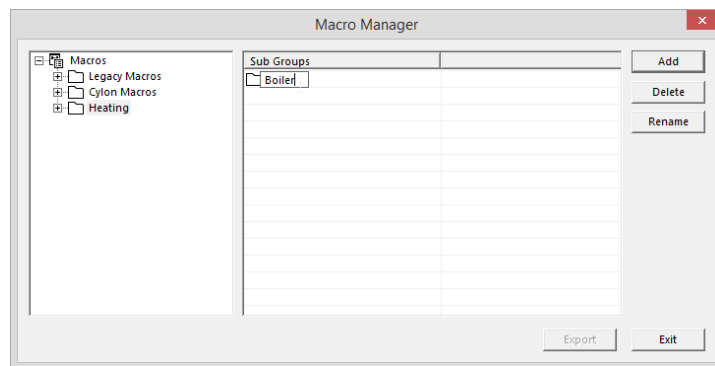 Macro Manager
Macros
Legacy Macros
Cylon Macros
Heating
Sub Groups
Boiler
Add
Delete
Rename
Export
Exit